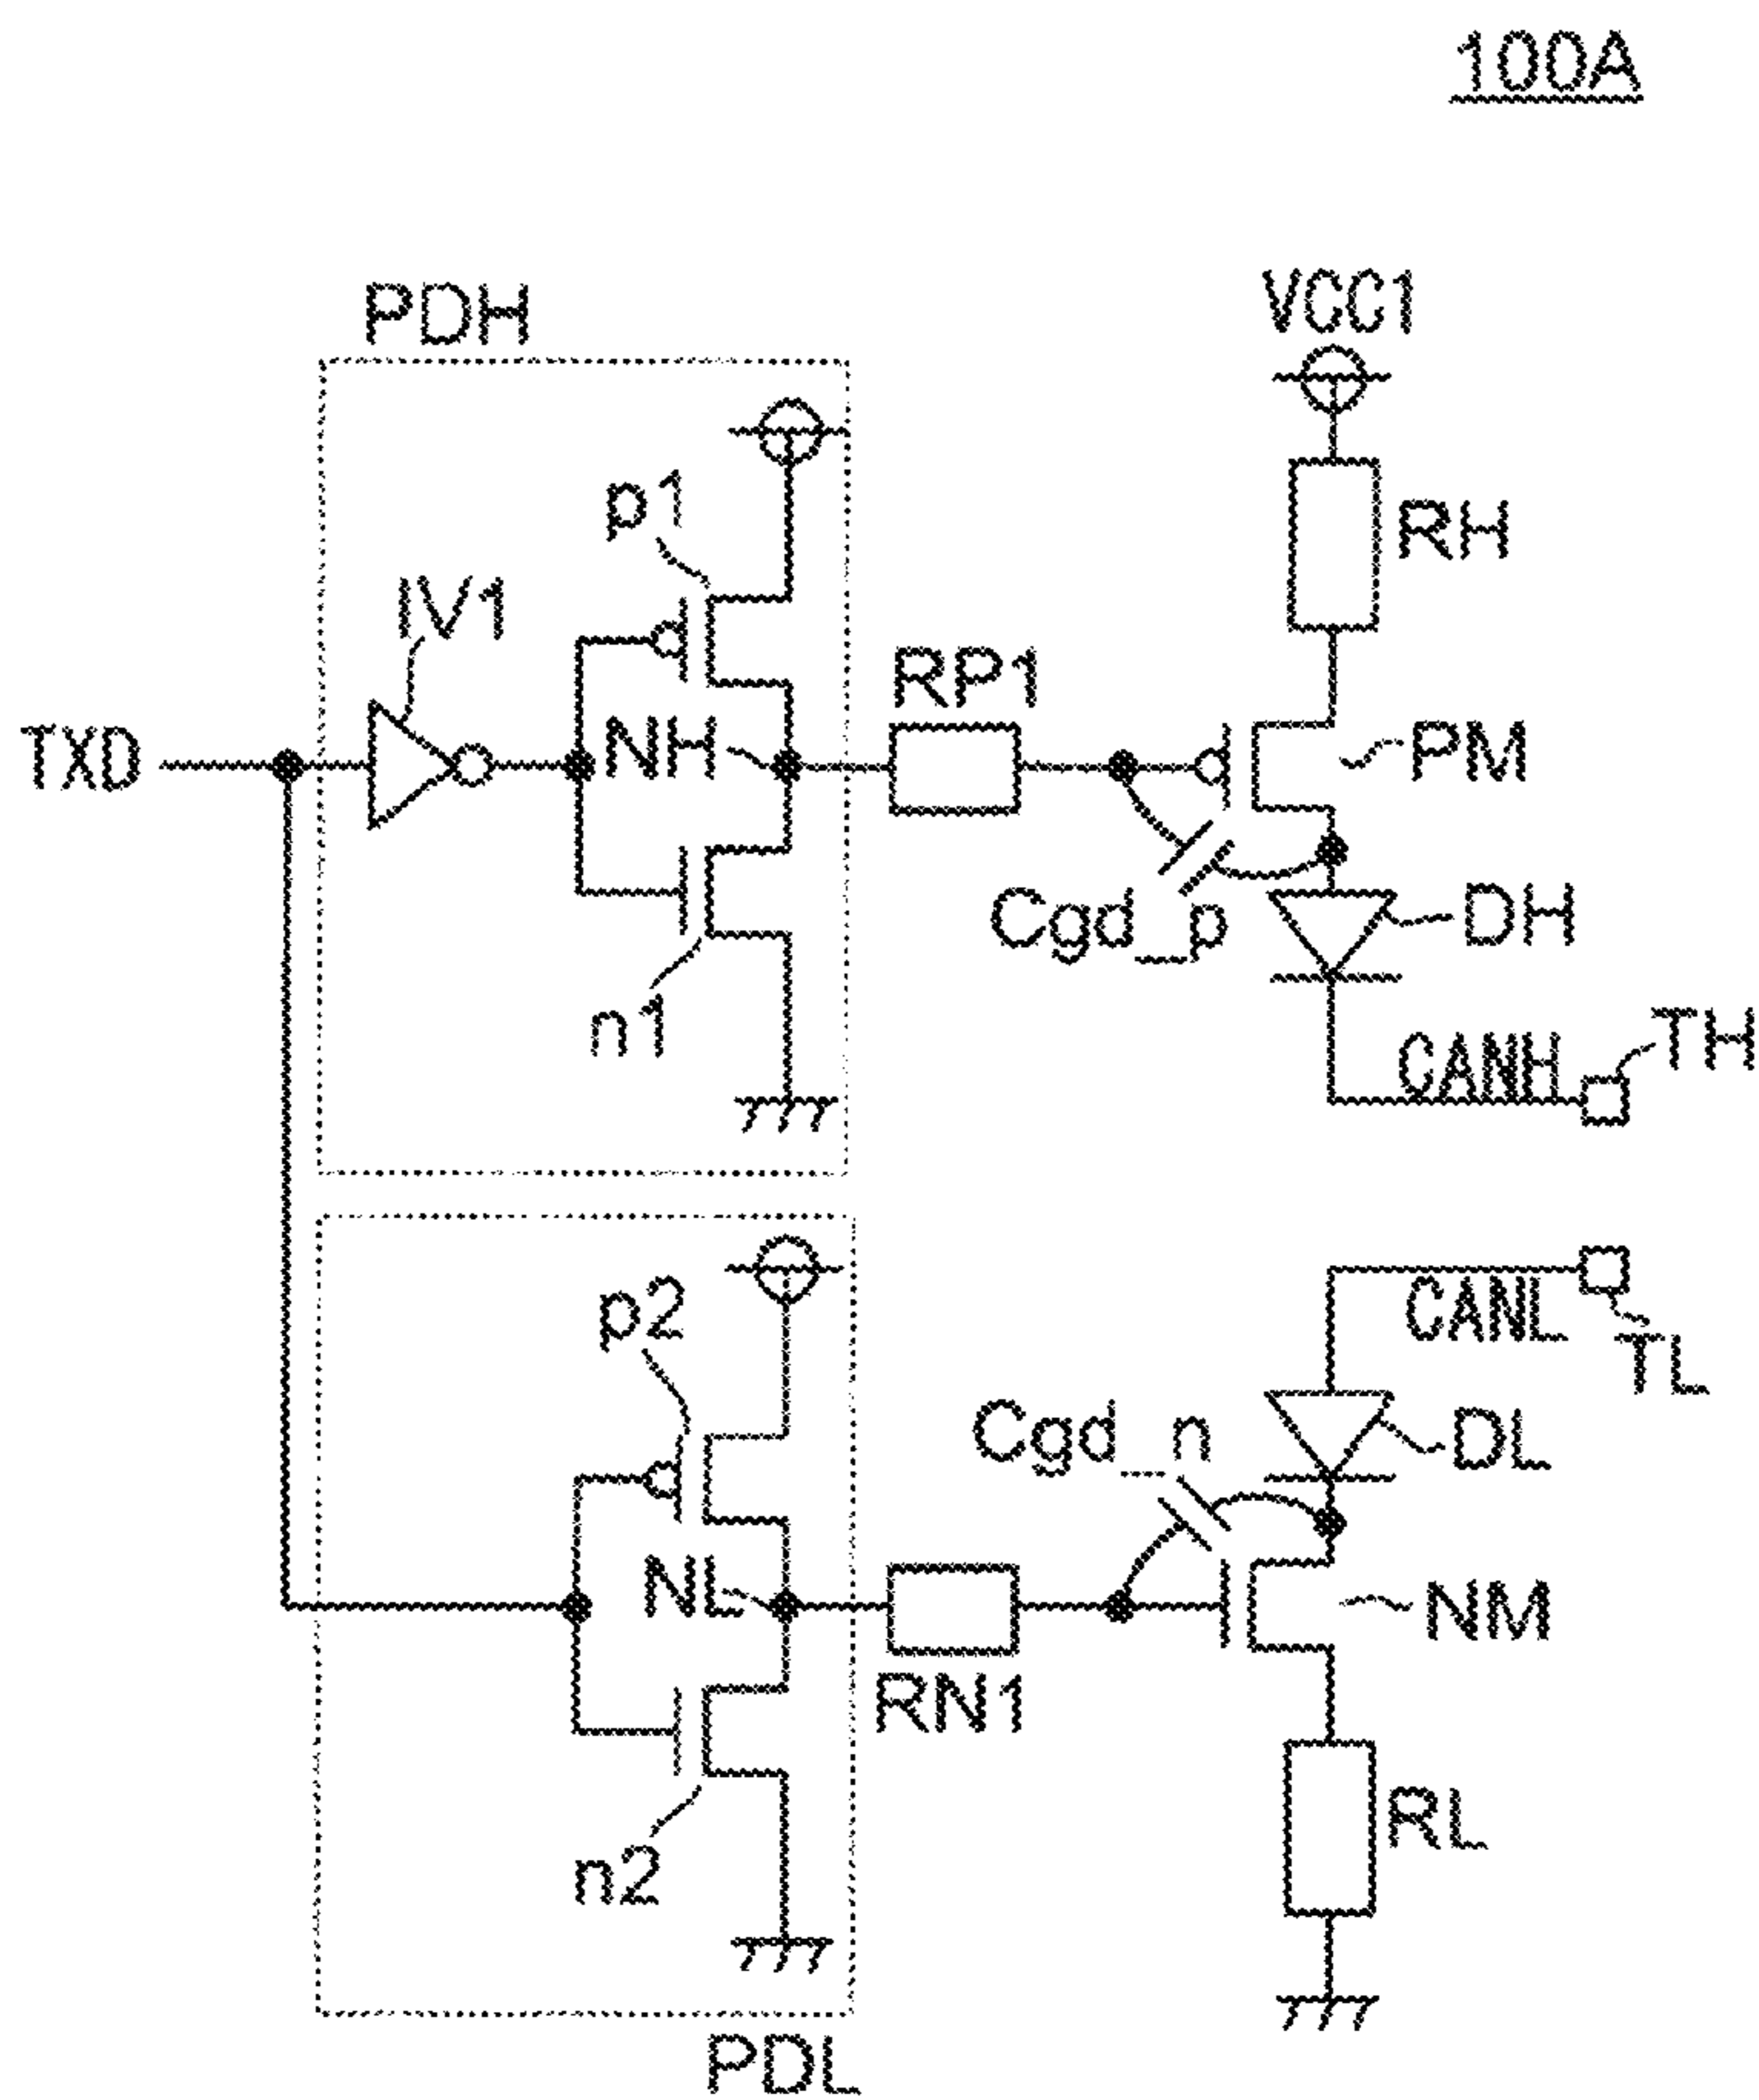 100A
PDH
VCC1
p1
RH
IV1
RP1
TXD
NH
PM
Cgd_p
DH
n1
CANH
TH
p2
CANL
TL
Cgd_n
DL
NL
NM
RN1
RL
n2
PDL